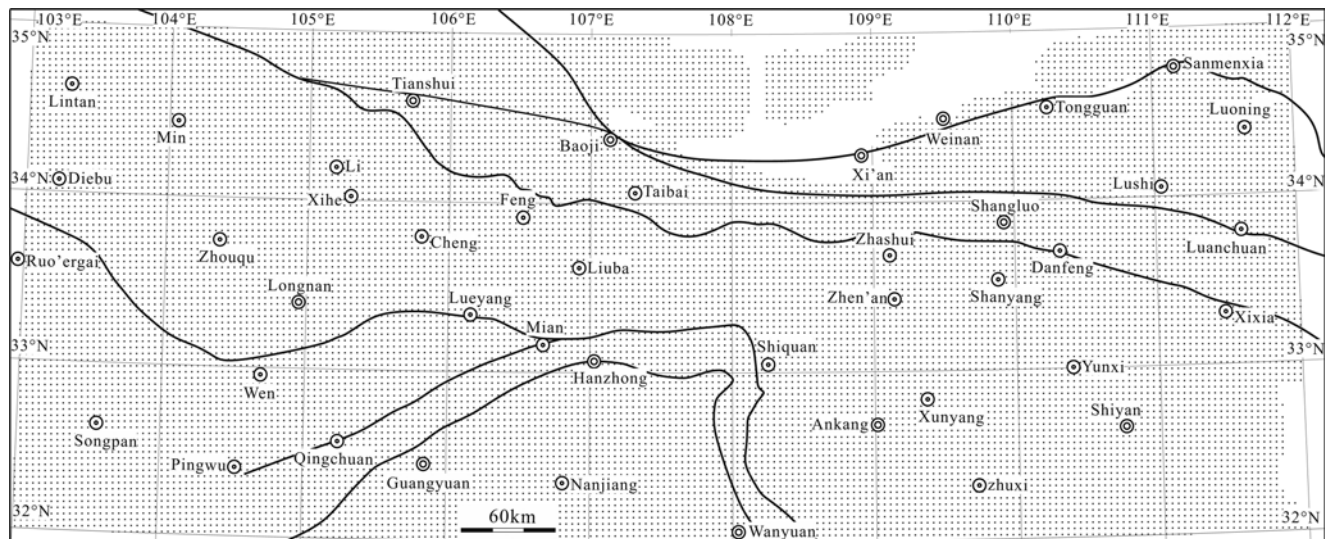 103°E 104°E 105°E 106°E 107°E 108°E 109°E 110°E 111°E 112°E
35°N 35°N
Sanmenxia
Tianshui
Lintan
Tongguan
Luoning
Weinan
Min
Baoji
Xi'an
Li
Diebu
34°N 34°N
Xihe
Feng
Taibai
Lushi
Shangluo
Cheng
Zhouqu
Zhashui
Luanchuan
Ruo'ergai
Liuba
Danfeng
Longnan
Lueyang
Zhen'an
Shanyang
Xixia
Mian
33°N 33°N
Shiquan
Hanzhong
Yunxi
Wen
Xunyang
Shiyan
Ankang
Songpan
Qingchuan
Pingwu
Guangyuan
Nanjiang
zhuxi
32°N 32°N
60km
Wanyuan